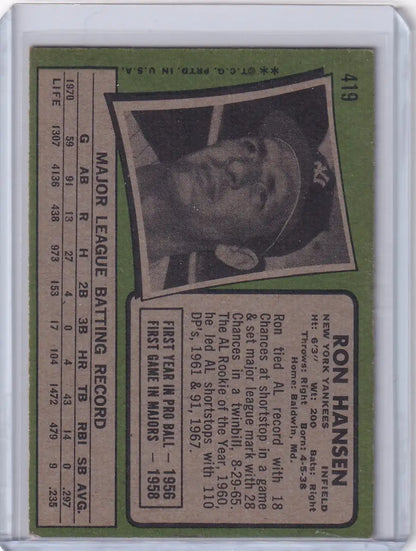 419
RON HANSEN
NEW YORK YANKEES INFIELD
Ht: 6'3" Wt: 200 Bats: Right
Throws: Right Born: 4-5-38
Home: Baldwin, Md.
Ron tied AL record with 18
Chances at shortstop in a game
& set major league mark with 28
Chances in a twinbill, 8-29-65.
The AL Rookie of the Year, 1960,
he led AL shortstops with 110
DP's, 1961 & 91, 1967.
FIRST YEAR IN PRO BALL — 1956
FIRST GAME IN MAJORS — 1958
**©T.C.G. PRTD. IN U.S.A.
NY
MAJOR LEAGUE BATTING RECORD
G AB R H 2B 3B HR TB RBI SB AVG.
1970 59 91 13 27 4 0 4 43 14 0 .297
LIFE 1307 4136 438 973 153 17 104 1472 479 9 .235